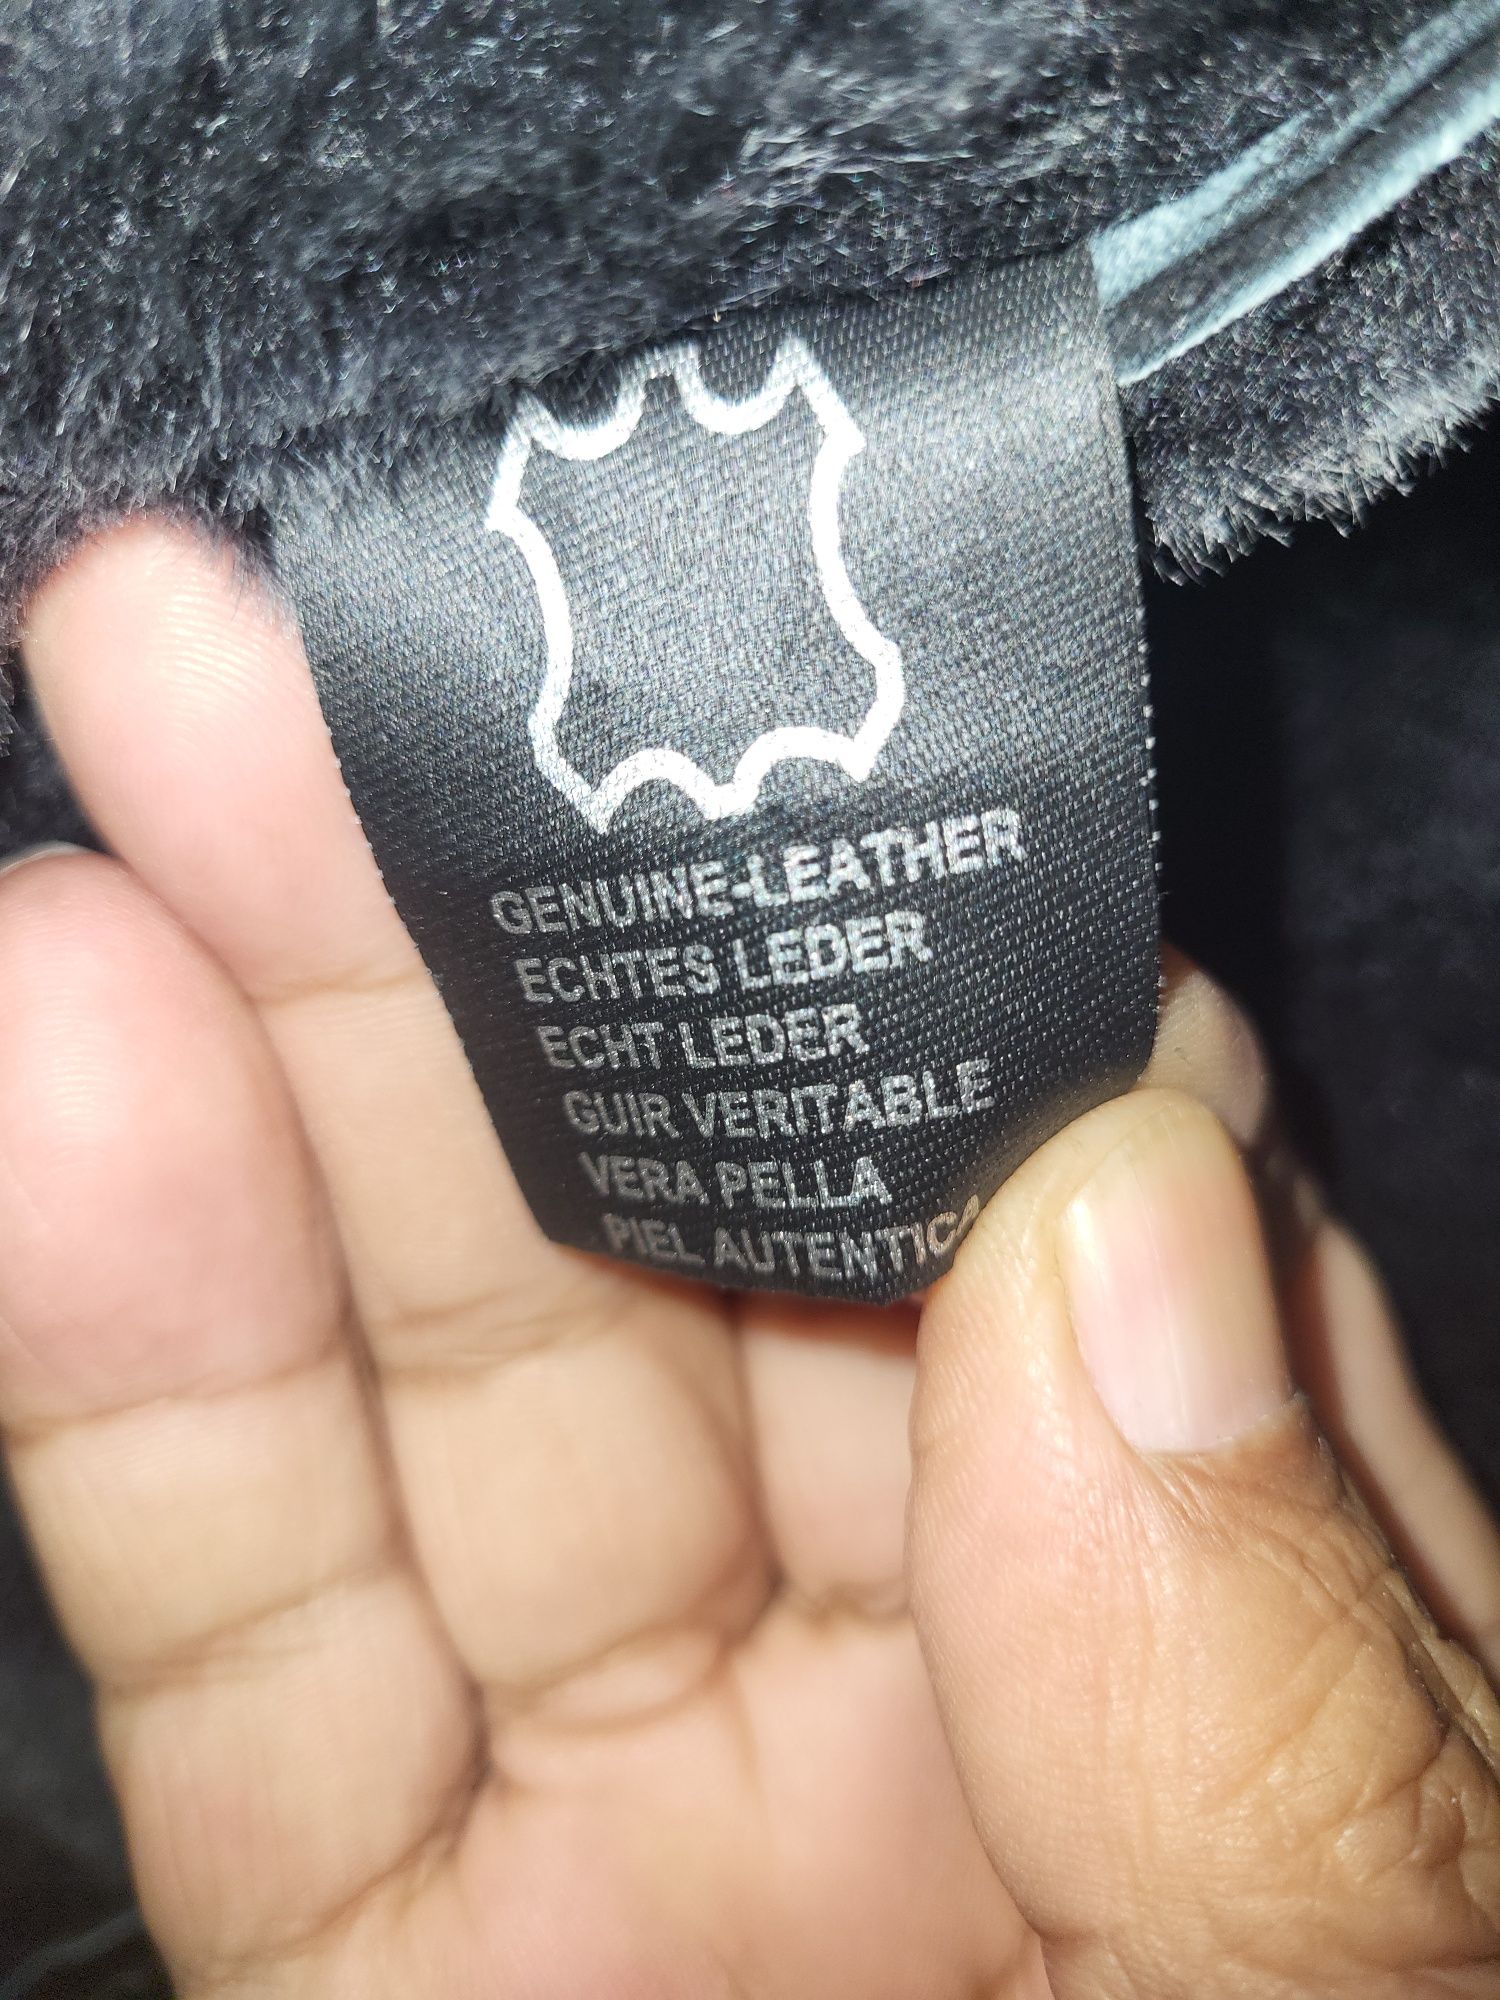 GENUINE-LEATHER
ECHTES LEDER
ECHT LEDER
GUIR VERITABLE
VERA PELLA
PIEL AUTENTICA